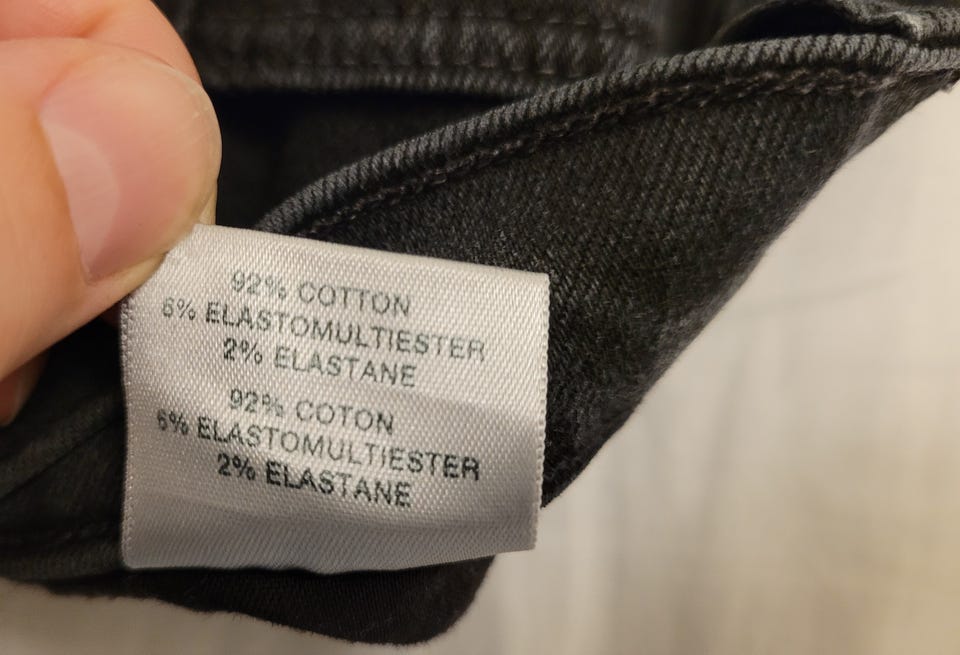 92% COTTON
6% ELASTOMULTIESTER
2% ELASTANE
92% COTON
6% ELASTOMULTIESTER
2% ELASTANE